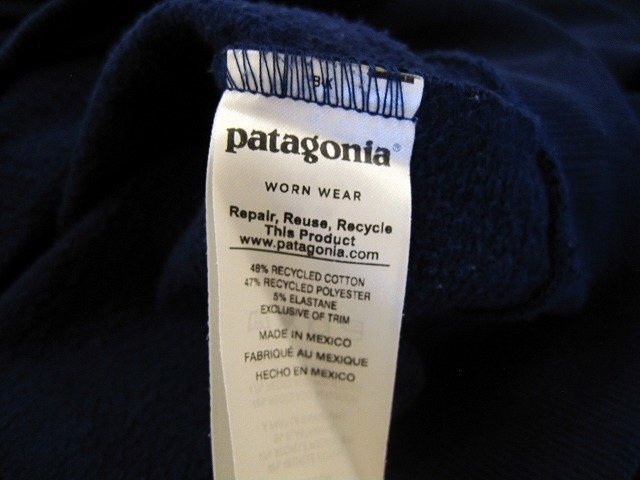 patagonia®
WORN WEAR
Repair, Reuse, Recycle
This Product
www.patagonia.com
48% RECYCLED COTTON
47% RECYCLED POLYESTER
5% ELASTANE
EXCLUSIVE OF TRIM
MADE IN MEXICO
FABRIQUÉ AU MEXIQUE
HECHO EN MEXICO